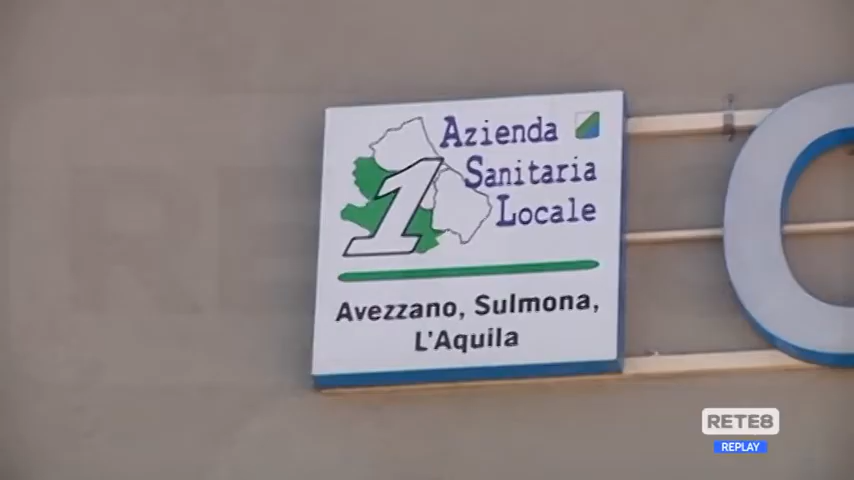 Azienda
Sanitaria
Locale
1
Avezzano, Sulmona,
L'Aquila
RETE8
REPLAY